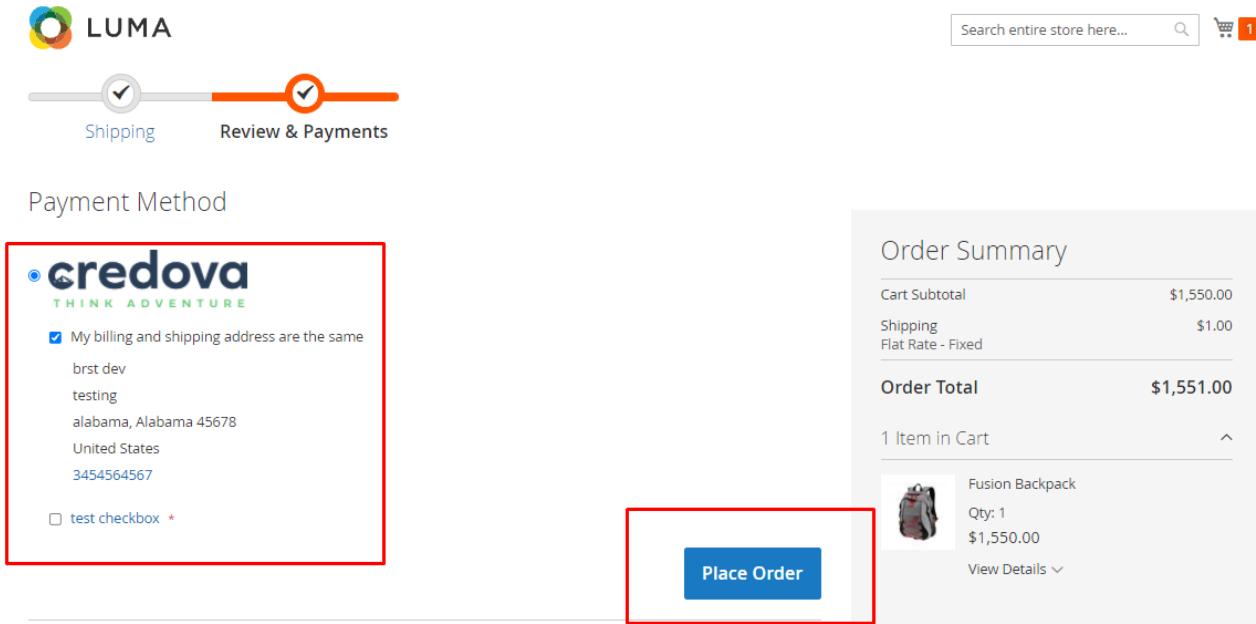 LUMA
Search entire store here...
1
Shipping
Review & Payments
Payment Method
credova
THINK ADVENTURE
My billing and shipping address are the same
brst dev
testing
alabama, Alabama 45678
United States
3454564567
test checkbox *
Place Order
Order Summary
Cart Subtotal $1,550.00
Shipping $1.00
Flat Rate - Fixed
Order Total $1,551.00
1 Item in Cart
Fusion Backpack
Qty: 1
$1,550.00
View Details